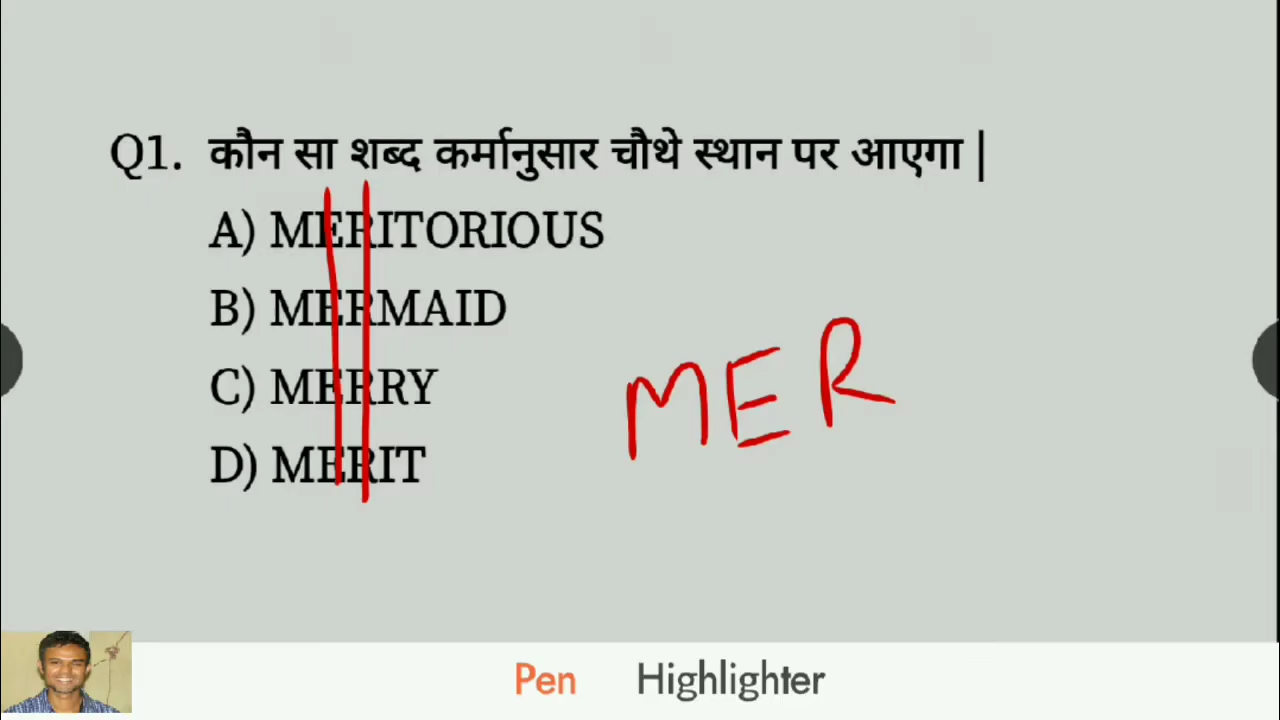 Q1. कौन सा शब्द कर्मानुसार चौथे स्थान पर आएगा |
A) MERITORIOUS
B) MERMAID
C) MERRY
D) MERIT
MER
Pen Highlighter